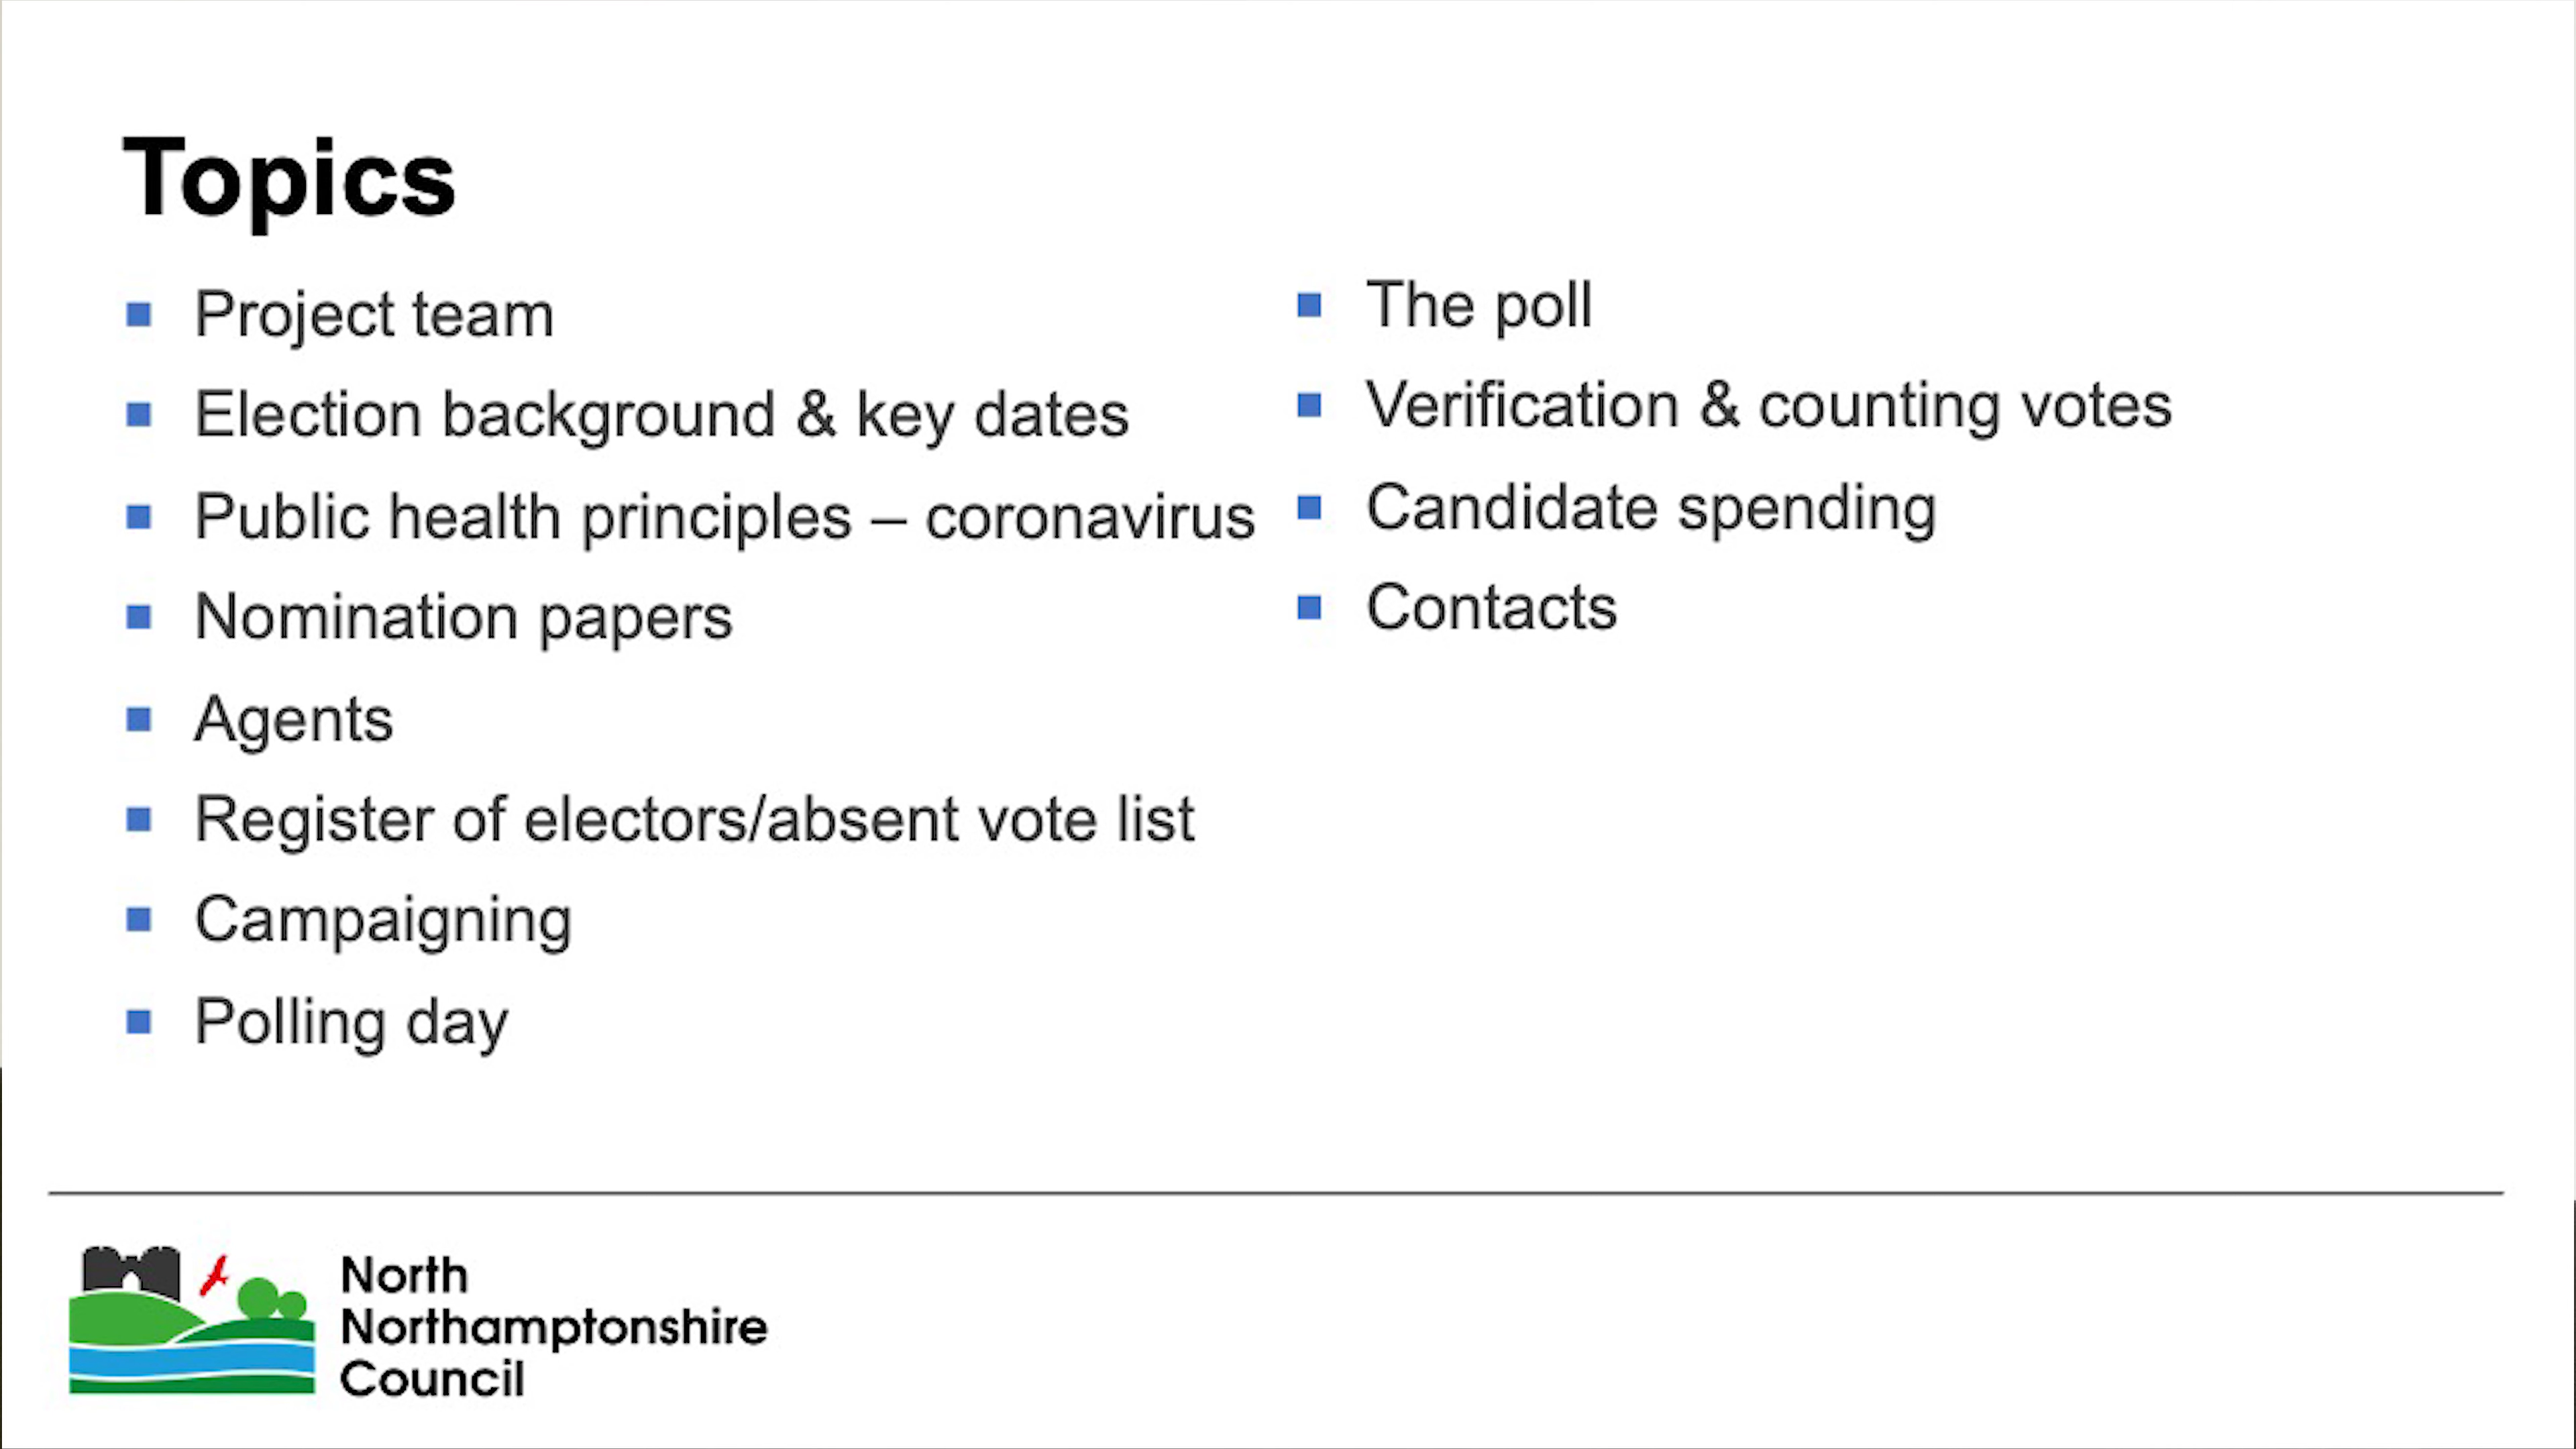 Topics
Project team
Election background & key dates
Public health principles – coronavirus
Nomination papers
Agents
Register of electors/absent vote list
Campaigning
Polling day
The poll
Verification & counting votes
Candidate spending
Contacts
North
Northamptonshire
Council